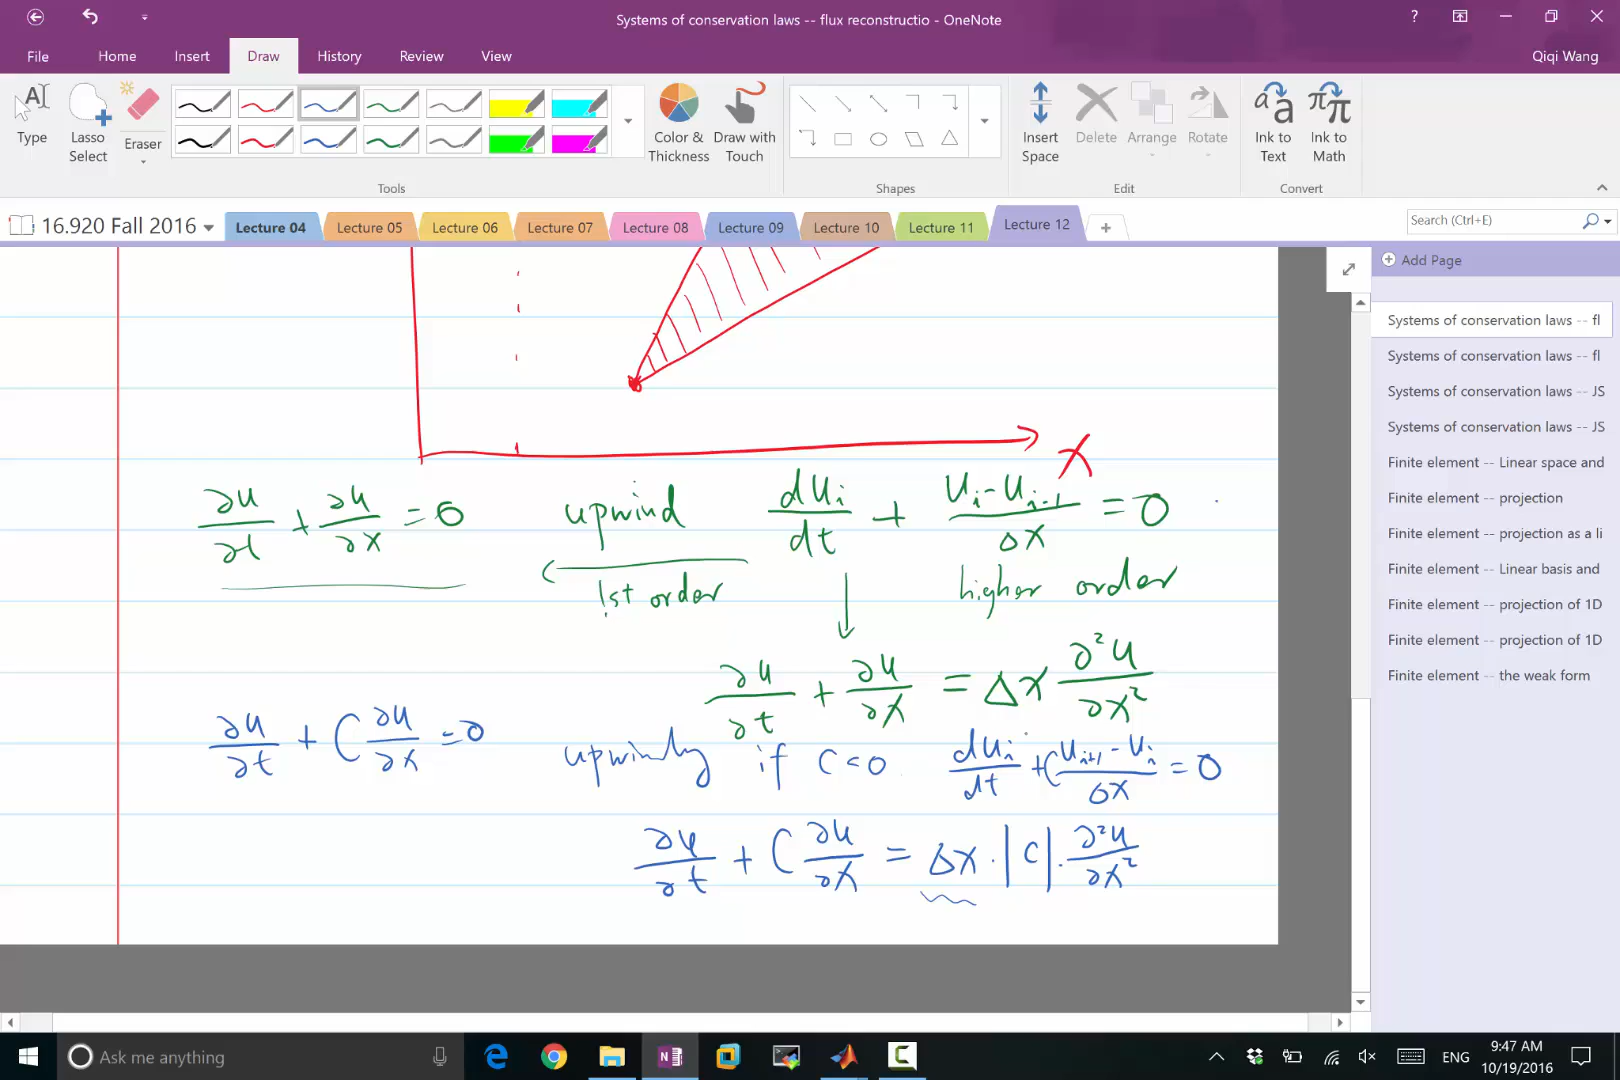 Systems of conservation laws -- flux reconstructio - OneNote
?
Qiqi Wang
File Home Insert Draw History Review View
Type
Lasso Select
Eraser
Color & Thickness
Draw with Touch
Insert Space
Delete
Arrange
Rotate
Ink to Text
Ink to Math
Tools
Shapes
Edit
Convert
16.920 Fall 2016
Lecture 04 Lecture 05 Lecture 06 Lecture 07 Lecture 08 Lecture 09 Lecture 10 Lecture 11 Lecture 12 +
Search (Ctrl+E)
Add Page
Systems of conservation laws -- fl
Systems of conservation laws -- fl
Systems of conservation laws -- JS
Systems of conservation laws -- JS
Finite element -- Linear space and
Finite element -- projection
Finite element -- projection as a li
Finite element -- Linear basis and
Finite element -- projection of 1D
Finite element -- projection of 1D
Finite element -- the weak form
x
∂u/∂t + ∂u/∂x = 0 upwind du_i/dt + (u_i - u_{i-1})/Δx = 0
1st order higher order
∂u/∂t + ∂u/∂x = Δx ∂²u/∂x²
∂u/∂t + C ∂u/∂x = 0 if C<0 du_i/dt + C (u_{i+1} - u_i)/Δx = 0
∂u/∂t + C ∂u/∂x = Δx · |C| · ∂²u/∂x²
Ask me anything
ENG
9:47 AM
10/19/2016